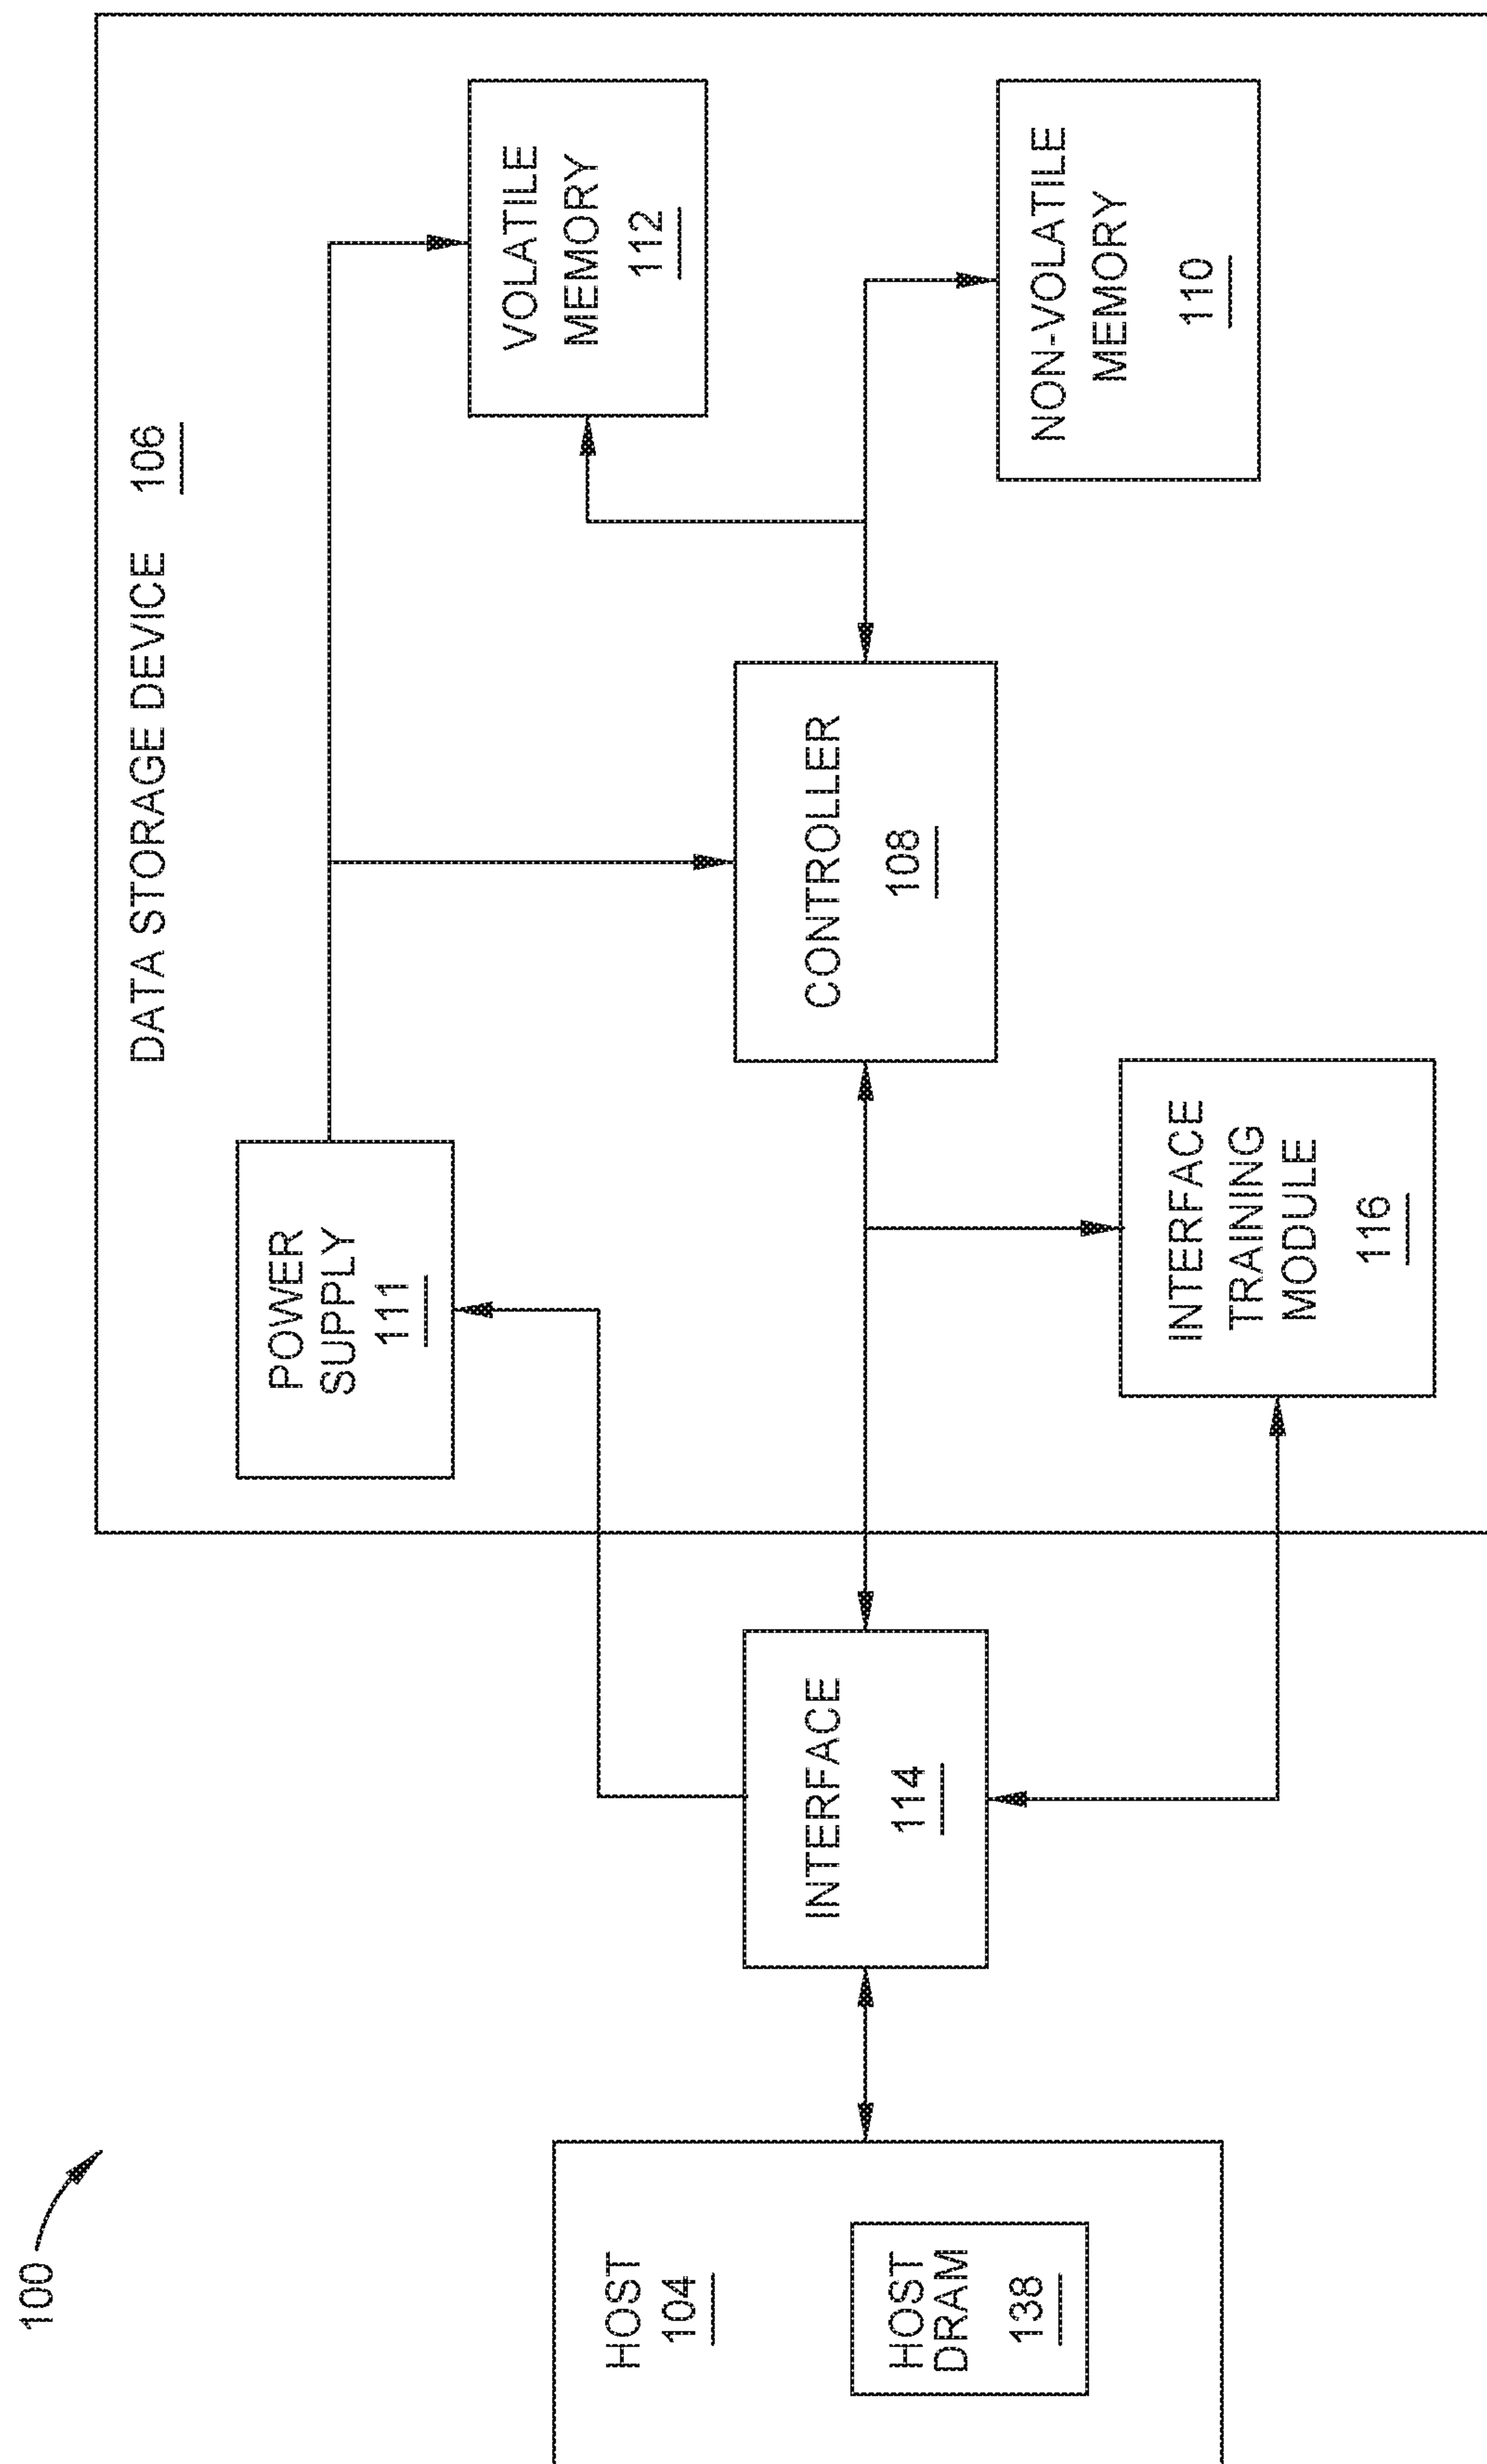 100
HOST
104
HOST
DRAM
138
INTERFACE
114
DATA STORAGE DEVICE 106
POWER
SUPPLY
111
INTERFACE
TRAINING
MODULE
116
CONTROLLER
108
VOLATILE
MEMORY
112
NON-VOLATILE
MEMORY
110